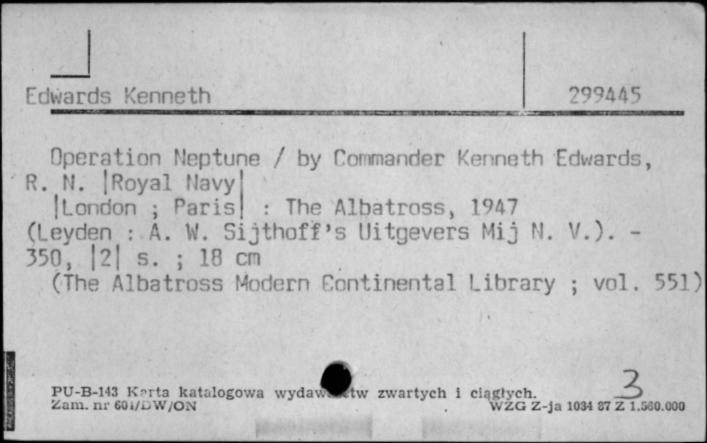 Edwards Kenneth 299445
Operation Neptune / by Commander Kenneth Edwards,
R. N. |Royal Navy|
|London ; Paris| : The Albatross, 1947
(Leyden : A. W. Sijthoff's Uitgevers Mij N. V.). -
350, |2| s. ; 18 cm
(The Albatross Modern Continental Library ; vol. 551)
3
PU-B-143 Karta katalogowa wydawnictw zwartych i ciągłych.
Zam. nr 601/DW/ON WZG Z-ja 1034 87 Z 1.560.000